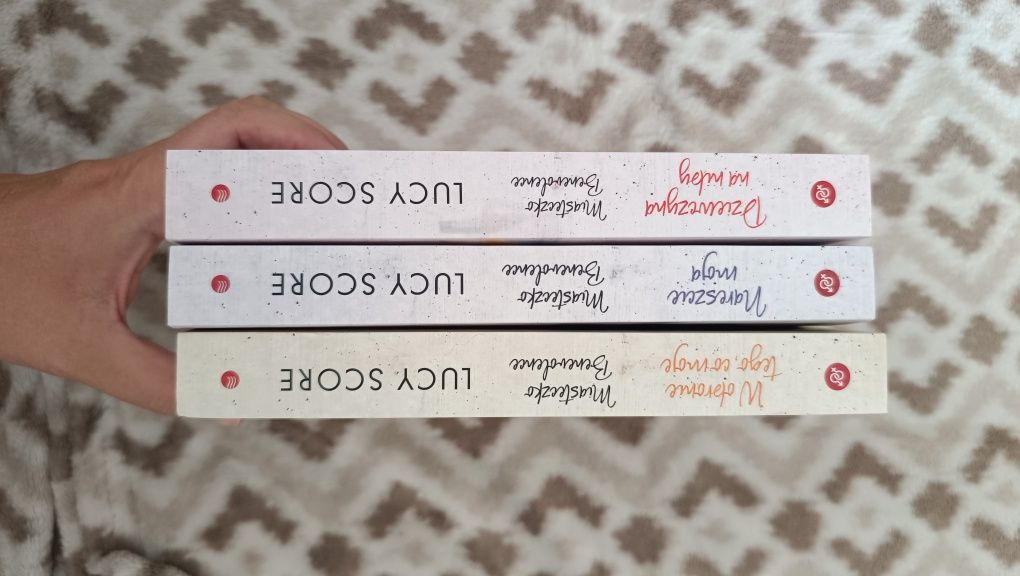 W obronie
tego, co moje
Miasteczko
Benevolence
LUCY SCORE
Nareszcie
moja
Miasteczko
Benevolence
LUCY SCORE
Dziewczyna
na niby
Miasteczko
Benevolence
LUCY SCORE